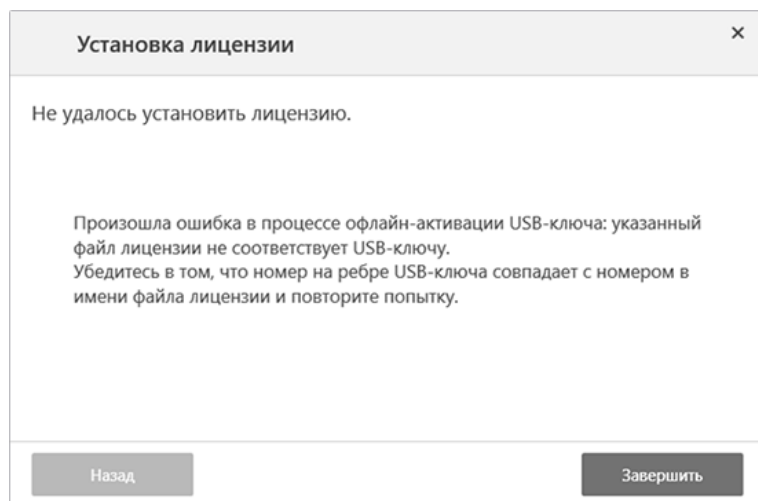 Установка лицензии
×
Не удалось установить лицензию.
Произошла ошибка в процессе офлайн-активации USB-ключа: указанный
файл лицензии не соответствует USB-ключу.
Убедитесь в том, что номер на ребре USB-ключа совпадает с номером в
имени файла лицензии и повторите попытку.
Назад
Завершить